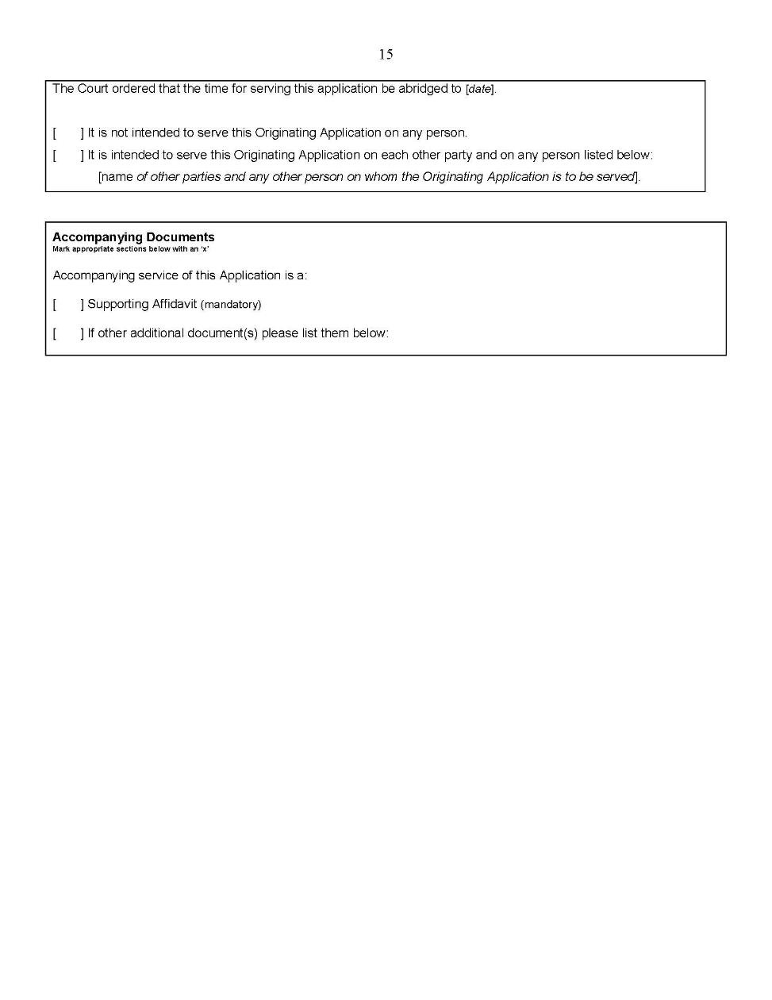 15
The Court ordered that the time for serving this application be abridged to [date].
[ ] It is not intended to serve this Originating Application on any person.
[ ] It is intended to serve this Originating Application on each other party and on any person listed below:
[name of other parties and any other person on whom the Originating Application is to be served].
Accompanying Documents
Mark appropriate sections below with an ‘x’
Accompanying service of this Application is a:
[ ] Supporting Affidavit (mandatory)
[ ] If other additional document(s) please list them below: